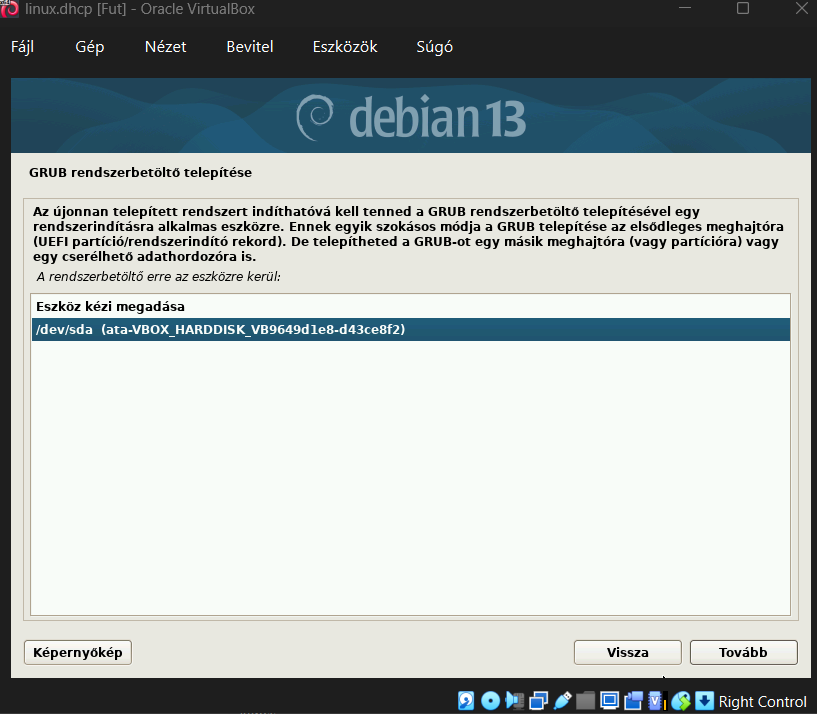 linux.dhcp [Fut] - Oracle VirtualBox
Fájl Gép Nézet Bevitel Eszközök Súgó
debian 13
GRUB rendszerbetöltő telepítése
Az újonnan telepített rendszert indíthatóvá kell tenned a GRUB rendszerbetöltő telepítésével egy
rendszerindításra alkalmas eszközre. Ennek egyik szokásos módja a GRUB telepítése az elsődleges meghajtóra
(UEFI partíció/rendszerindító rekord). De telepítheted a GRUB-ot egy másik meghajtóra (vagy partícióra) vagy
egy cserélhető adathordozóra is.
A rendszerbetöltő erre az eszközre kerül:
Eszköz kézi megadása
/dev/sda (ata-VBOX_HARDDISK_VB9649d1e8-d43ce8f2)
Képernyőkép Vissza Tovább
Right Control